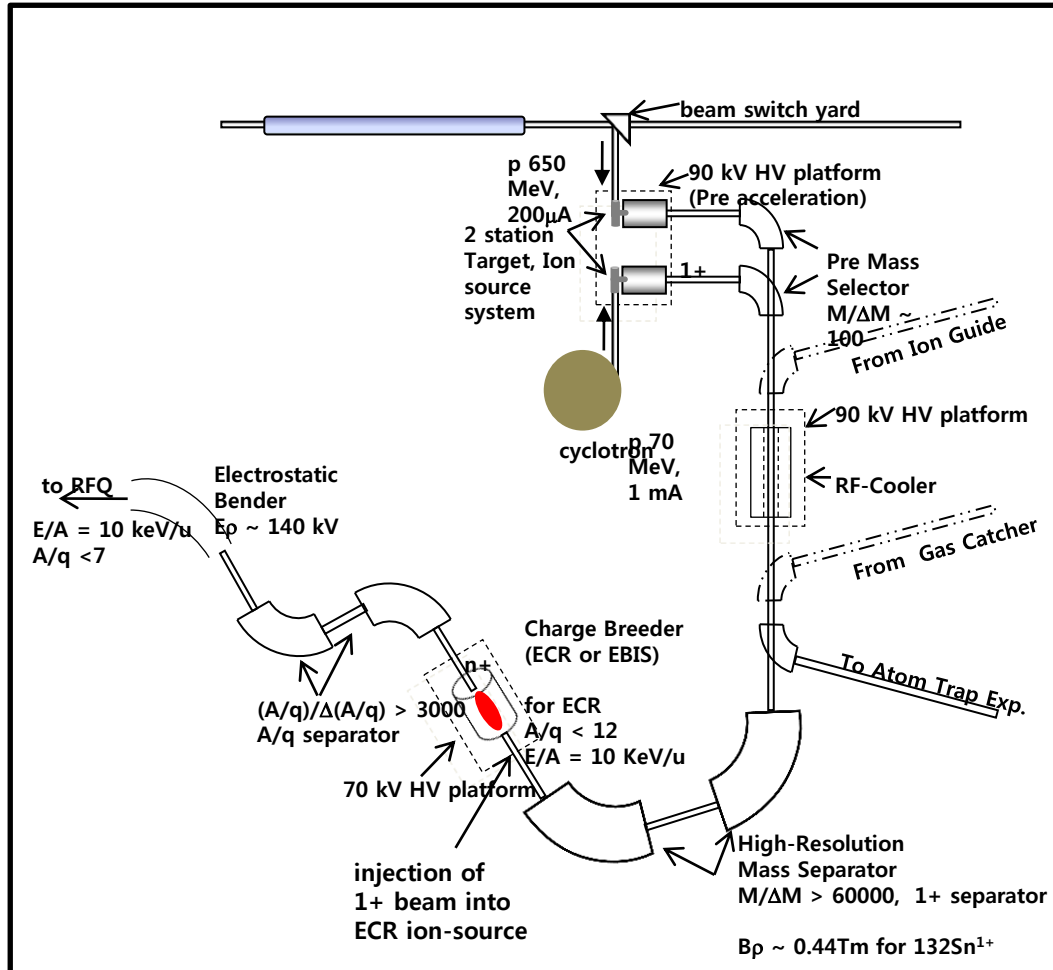 beam switch yard
p 650
MeV,
200μA
90 kV HV platform
(Pre acceleration)
2 station
Target, Ion
source
system
1+
Pre Mass
Selector
M/ΔM ~
100
From Ion Guide
cyclotron
p 70
MeV,
1 mA
90 kV HV platform
RF-Cooler
From Gas Catcher
to RFQ
E/A = 10 keV/u
A/q <7
Electrostatic
Bender
Eρ ~ 140 kV
Charge Breeder
(ECR or EBIS)
n+
for ECR
A/q < 12
E/A = 10 KeV/u
To Atom Trap Exp.
(A/q)/Δ(A/q) > 3000
A/q separator
70 kV HV platform
injection of
1+ beam into
ECR ion-source
High-Resolution
Mass Separator
M/ΔM > 60000, 1+ separator
Bρ ~ 0.44Tm for 132Sn¹⁺